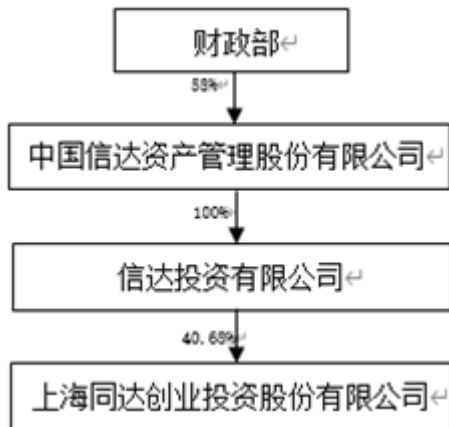 财政部
58%
中国信达资产管理股份有限公司
100%
信达投资有限公司
40.68%
上海同达创业投资股份有限公司